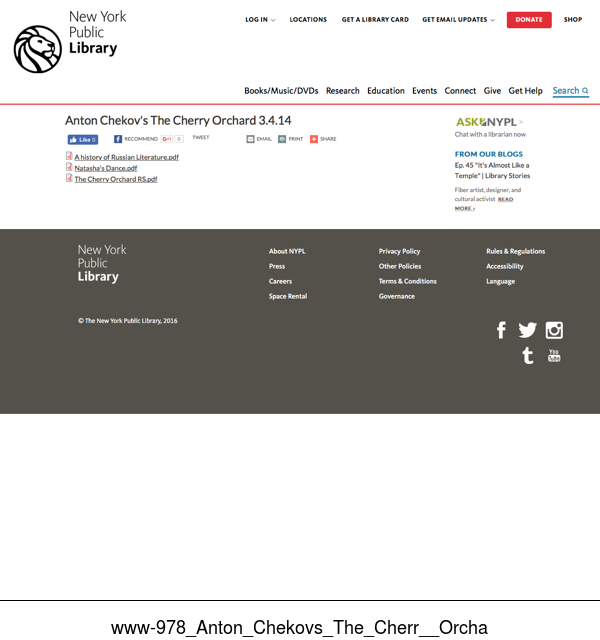 New York
Public
Library
LOG IN
LOCATIONS
GET A LIBRARY CARD
GET EMAIL UPDATES
DONATE
SHOP
Books/Music/DVDs Research Education Events Connect Give Get Help Search
Anton Chekov's The Cherry Orchard 3.4.14
Like 0
RECOMMEND
G+1 0
TWEET
EMAIL
PRINT
SHARE
A history of Russian Literature.pdf
Natasha's Dance.pdf
The Cherry Orchard RS.pdf
ASK NYPL >
Chat with a librarian now
FROM OUR BLOGS
Ep. 45 "It's Almost Like a
Temple" | Library Stories
Fiber artist, designer, and
cultural activist READ
MORE ›
New York
Public
Library
About NYPL
Press
Careers
Space Rental
Privacy Policy
Other Policies
Terms & Conditions
Governance
Rules & Regulations
Accessibility
Language
© The New York Public Library, 2016
You
Tube
www-978_Anton_Chekovs_The_Cherr__Orcha